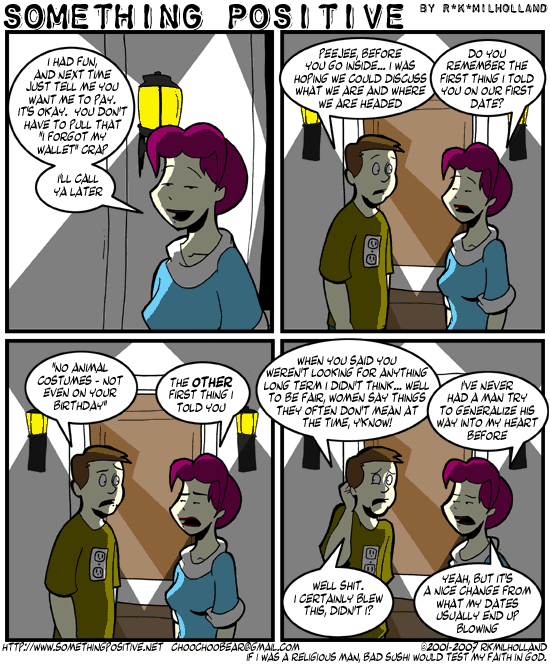 SOMETHING POSITIVE BY R*K*MILHOLLAND
I HAD FUN,
AND NEXT TIME
JUST TELL ME YOU
WANT ME TO PAY.
IT'S OKAY. YOU DON'T
HAVE TO PULL THAT
"I FORGOT MY
WALLET" CRAP
I'LL CALL
YA LATER
PEEJEE, BEFORE
YOU GO INSIDE... I WAS
HOPING WE COULD DISCUSS
WHAT WE ARE AND WHERE
WE ARE HEADED
DO YOU
REMEMBER THE
FIRST THING I TOLD
YOU ON OUR FIRST
DATE?
"NO ANIMAL
COSTUMES - NOT
EVEN ON YOUR
BIRTHDAY"
THE OTHER
FIRST THING I
TOLD YOU
WHEN YOU SAID YOU
WEREN'T LOOKING FOR ANYTHING
LONG TERM I DIDN'T THINK... WELL
TO BE FAIR, WOMEN SAY THINGS
THEY OFTEN DON'T MEAN AT
THE TIME, Y'KNOW!
I'VE NEVER
HAD A MAN TRY
TO GENERALIZE HIS
WAY INTO MY HEART
BEFORE
WELL SHIT.
I CERTAINLY BLEW
THIS, DIDN'T I?
YEAH, BUT IT'S
A NICE CHANGE FROM
WHAT MY DATES
USUALLY END UP
BLOWING
HTTP://WWW.SOMETHINGPOSITIVE.NET CHOOCHOOBEAR@GMAIL.COM ©2001-2007 RKMILHOLLAND
IF I WAS A RELIGIOUS MAN, BAD SUSHI WOULD TEST MY FAITH IN GOD.